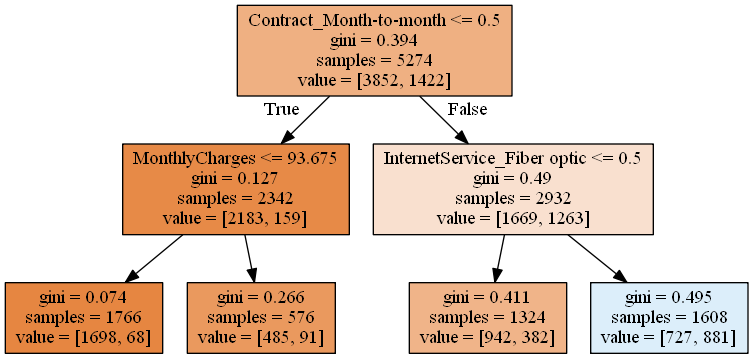 Contract_Month-to-month <= 0.5
gini = 0.394
samples = 5274
value = [3852, 1422]
True
False
MonthlyCharges <= 93.675
gini = 0.127
samples = 2342
value = [2183, 159]
InternetService_Fiber optic <= 0.5
gini = 0.49
samples = 2932
value = [1669, 1263]
gini = 0.074
samples = 1766
value = [1698, 68]
gini = 0.266
samples = 576
value = [485, 91]
gini = 0.411
samples = 1324
value = [942, 382]
gini = 0.495
samples = 1608
value = [727, 881]